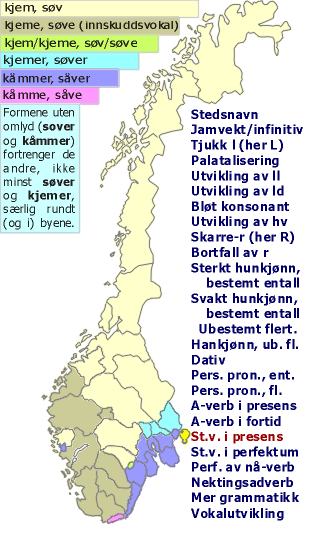 kjem, søv
kjeme, søve (innskuddsvokal)
kjem/kjeme, søv/søve
kjemer, søver
kämmer, säver
kåmme, såve
Formene uten
omlyd (sover
og kåmmer)
fortrenger de
andre, ikke
minst søver
og kjemer,
særlig rundt
(og i) byene.
Stedsnavn
Jamvekt/infinitiv
Tjukk l (her L)
Palatalisering
Utvikling av ll
Utvikling av ld
Bløt konsonant
Utvikling av hv
Skarre-r (her R)
Bortfall av r
Sterkt hunkjønn,
bestemt entall
Svakt hunkjønn,
bestemt entall
Ubestemt flert.
Hankjønn, ub. fl.
Dativ
Pers. pron., ent.
Pers. pron., fl.
A-verb i presens
A-verb i fortid
St.v. i presens
St.v. i perfektum
Perf. av nå-verb
Nektingsadverb
Mer grammatikk
Vokalutvikling